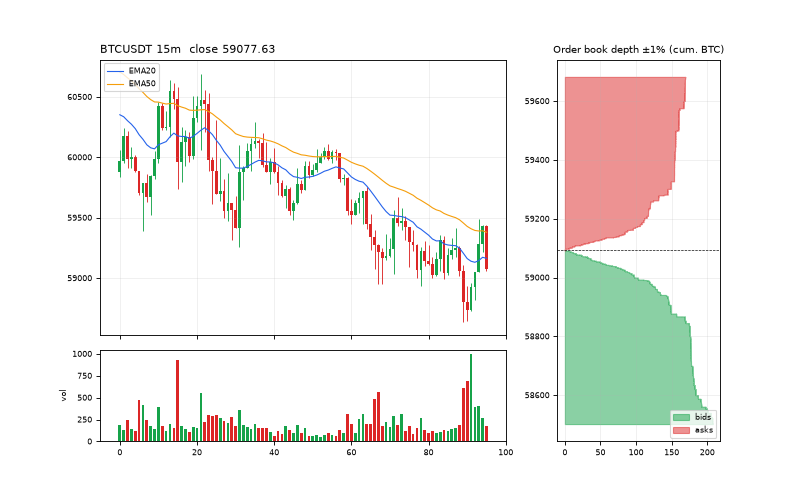 BTCUSDT 15m  close 59077.63
EMA20
EMA50
60500
60000
59500
59000
1000
750
500
250
0
vol
0 20 40 60 80 100
Order book depth ±1% (cum. BTC)
59600
59400
59200
59000
58800
58600
bids
asks
0 50 100 150 200